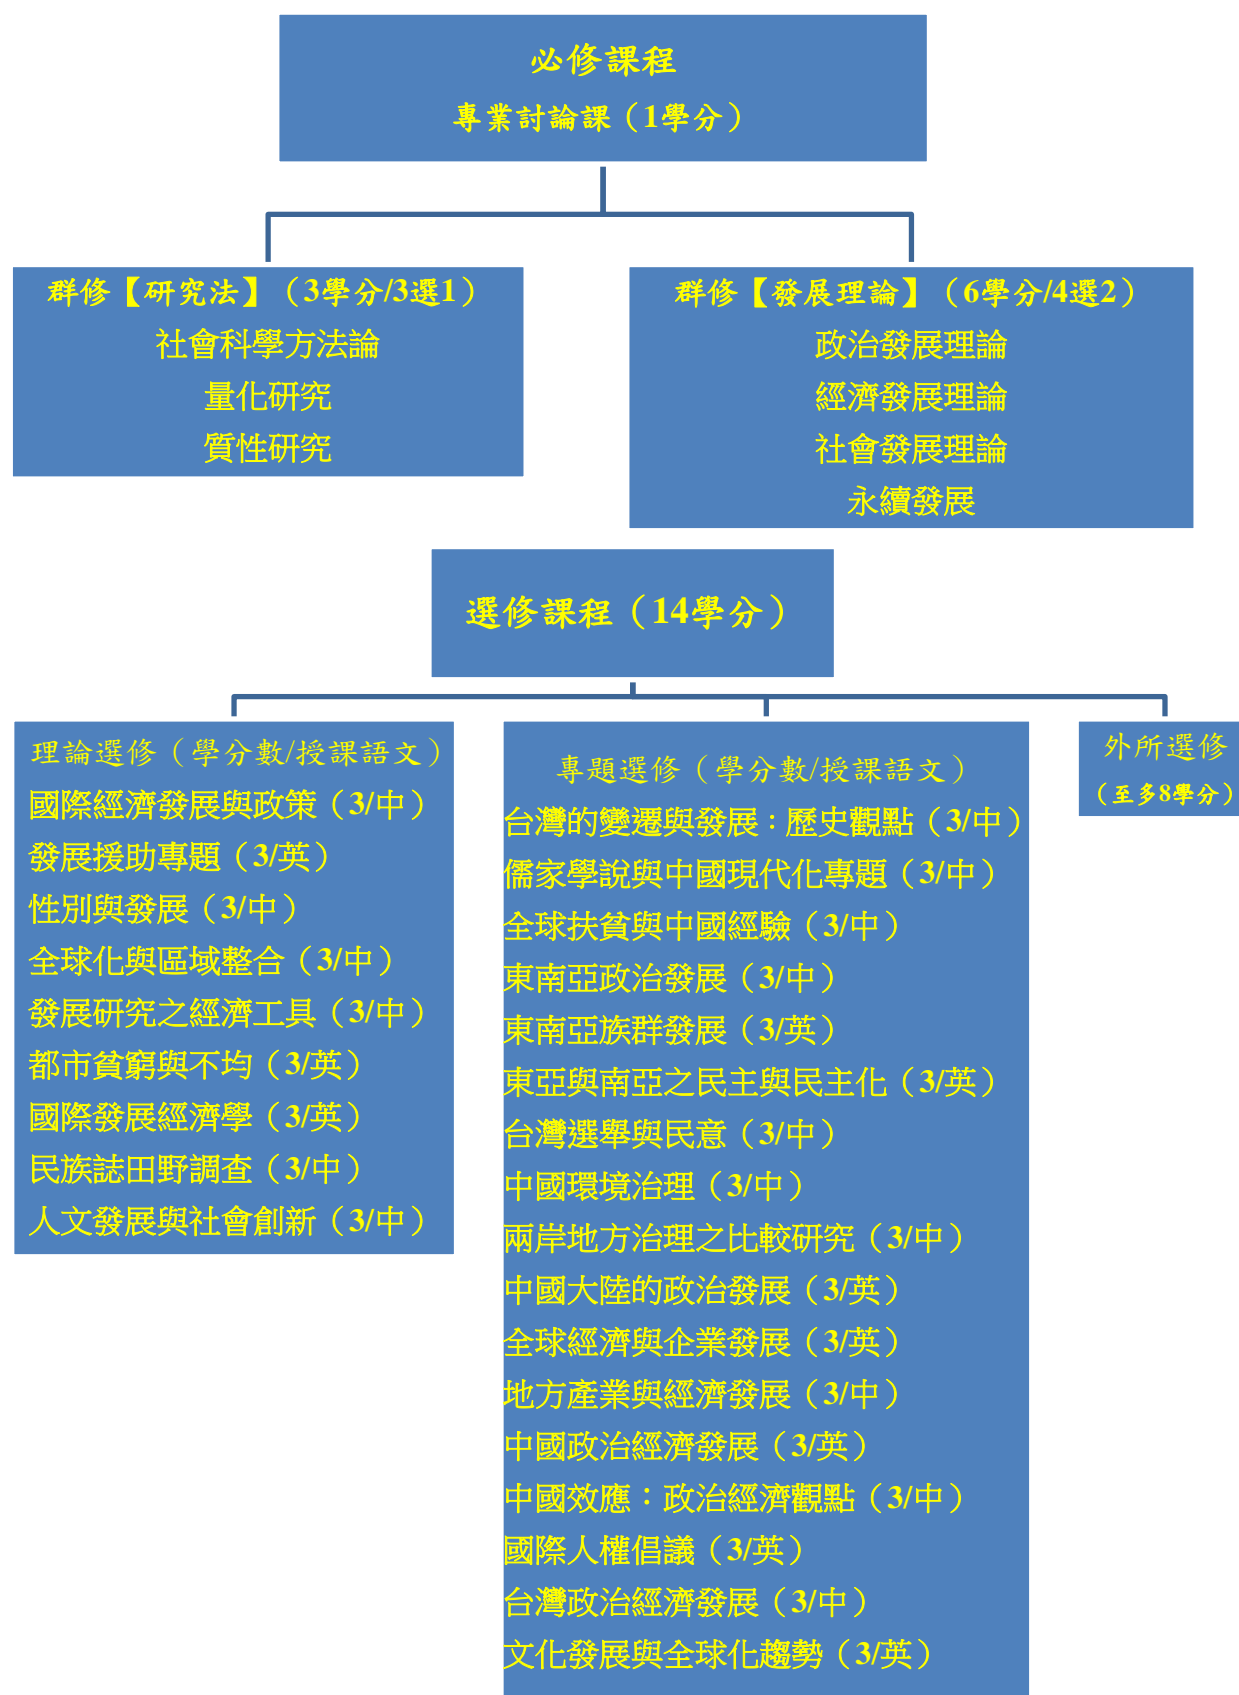 必修課程
專業討論課（1學分）
群修【研究法】（3學分/3選1）
社會科學方法論
量化研究
質性研究
群修【發展理論】（6學分/4選2）
政治發展理論
經濟發展理論
社會發展理論
永續發展
選修課程（14學分）
理論選修（學分數/授課語文）
國際經濟發展與政策（3/中）
發展援助專題（3/英）
性別與發展（3/中）
全球化與區域整合（3/中）
發展研究之經濟工具（3/中）
都市貧窮與不均（3/英）
國際發展經濟學（3/英）
民族誌田野調查（3/中）
人文發展與社會創新（3/中）
專題選修（學分數/授課語文）
台灣的變遷與發展：歷史觀點（3/中）
儒家學說與中國現代化專題（3/中）
全球扶貧與中國經驗（3/中）
東南亞政治發展（3/中）
東南亞族群發展（3/英）
東亞與南亞之民主與民主化（3/英）
台灣選舉與民意（3/中）
中國環境治理（3/中）
兩岸地方治理之比較研究（3/中）
中國大陸的政治發展（3/英）
全球經濟與企業發展（3/英）
地方產業與經濟發展（3/中）
中國政治經濟發展（3/英）
中國效應：政治經濟觀點（3/中）
國際人權倡議（3/英）
台灣政治經濟發展（3/中）
文化發展與全球化趨勢（3/英）
外所選修
（至多8學分）